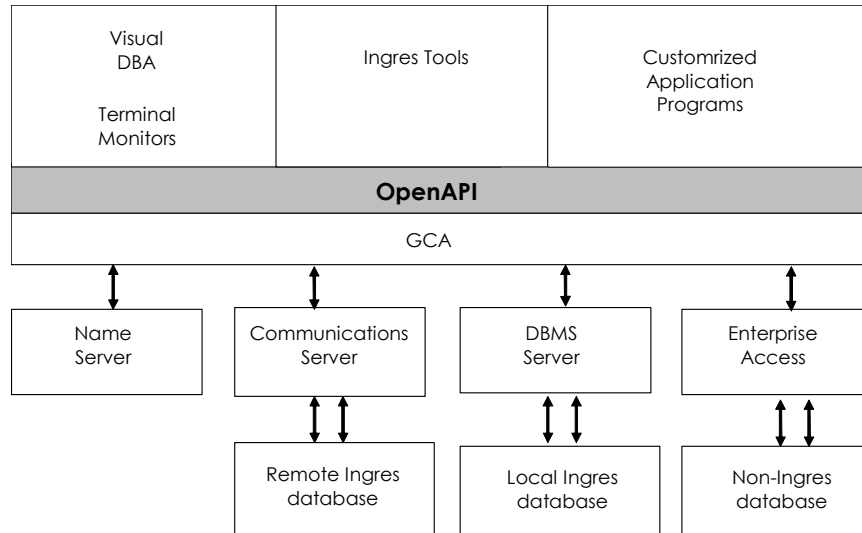 Visual
DBA
Terminal
Monitors
Ingres Tools
Customrized
Application
Programs
OpenAPI
GCA
Name
Server
Communications
Server
DBMS
Server
Enterprise
Access
Remote Ingres
database
Local Ingres
database
Non-Ingres
database